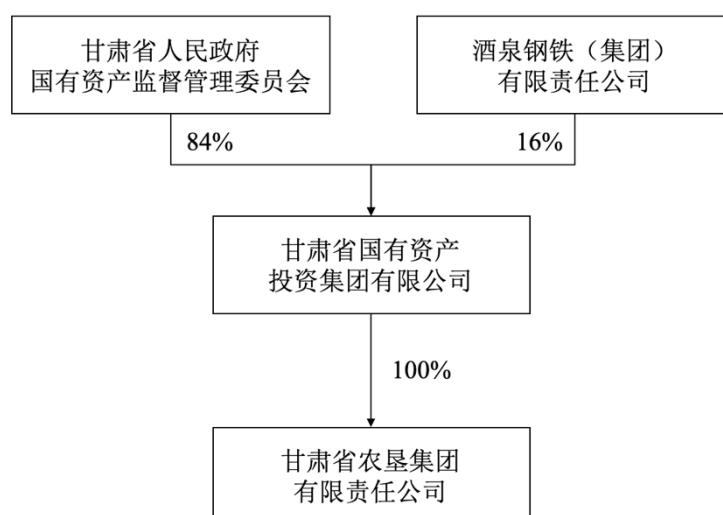 甘肃省人民政府
国有资产监督管理委员会
酒泉钢铁（集团）
有限责任公司
84%
16%
甘肃省国有资产
投资集团有限公司
100%
甘肃省农垦集团
有限责任公司